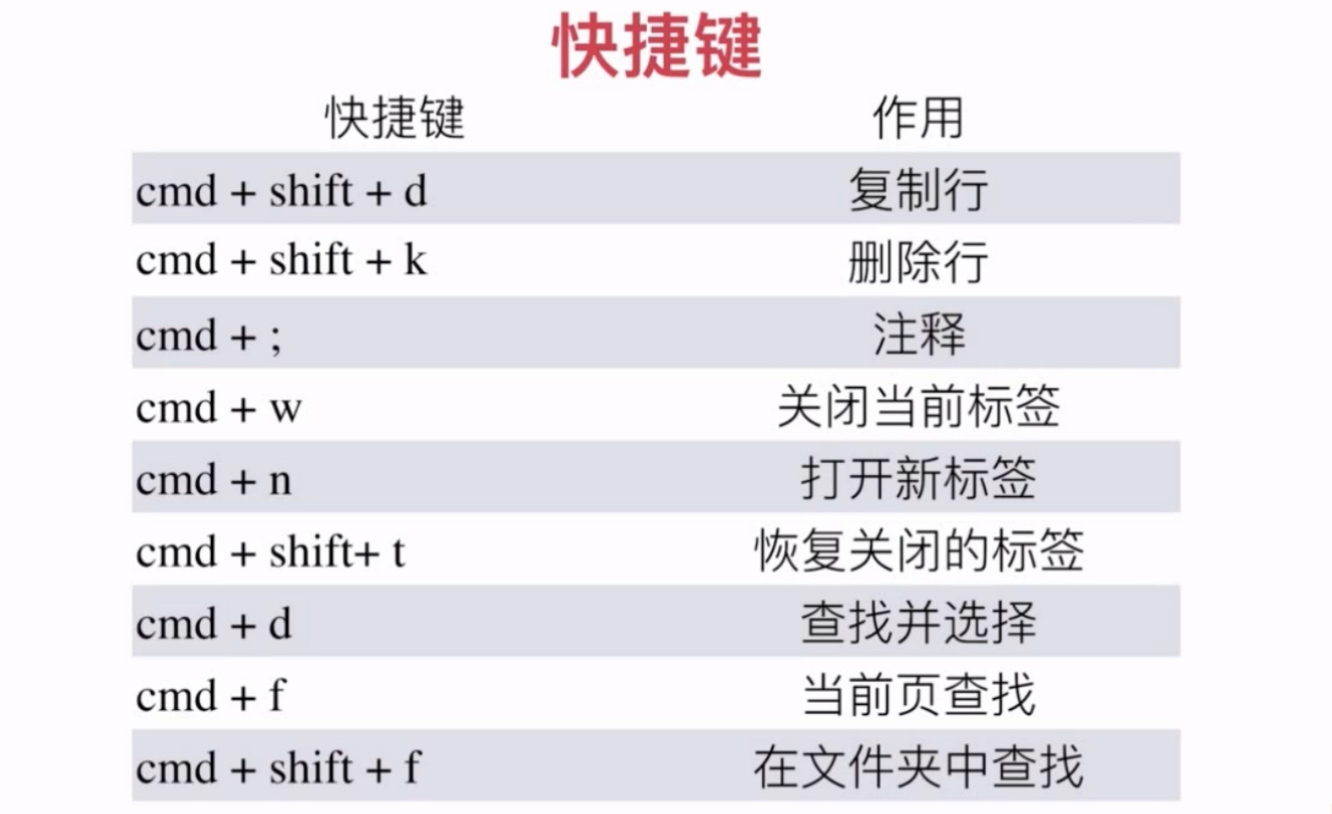 快捷键
快捷键 作用
cmd + shift + d 复制行
cmd + shift + k 删除行
cmd + ; 注释
cmd + w 关闭当前标签
cmd + n 打开新标签
cmd + shift+ t 恢复关闭的标签
cmd + d 查找并选择
cmd + f 当前页查找
cmd + shift + f 在文件夹中查找